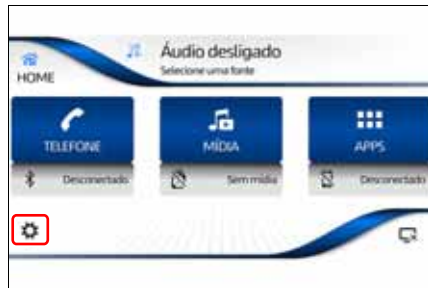 Áudio desligado
Selecione uma fonte
HOME
TELEFONE
MÍDIA
APPS
Desconectado
Sem mídia
Desconectado